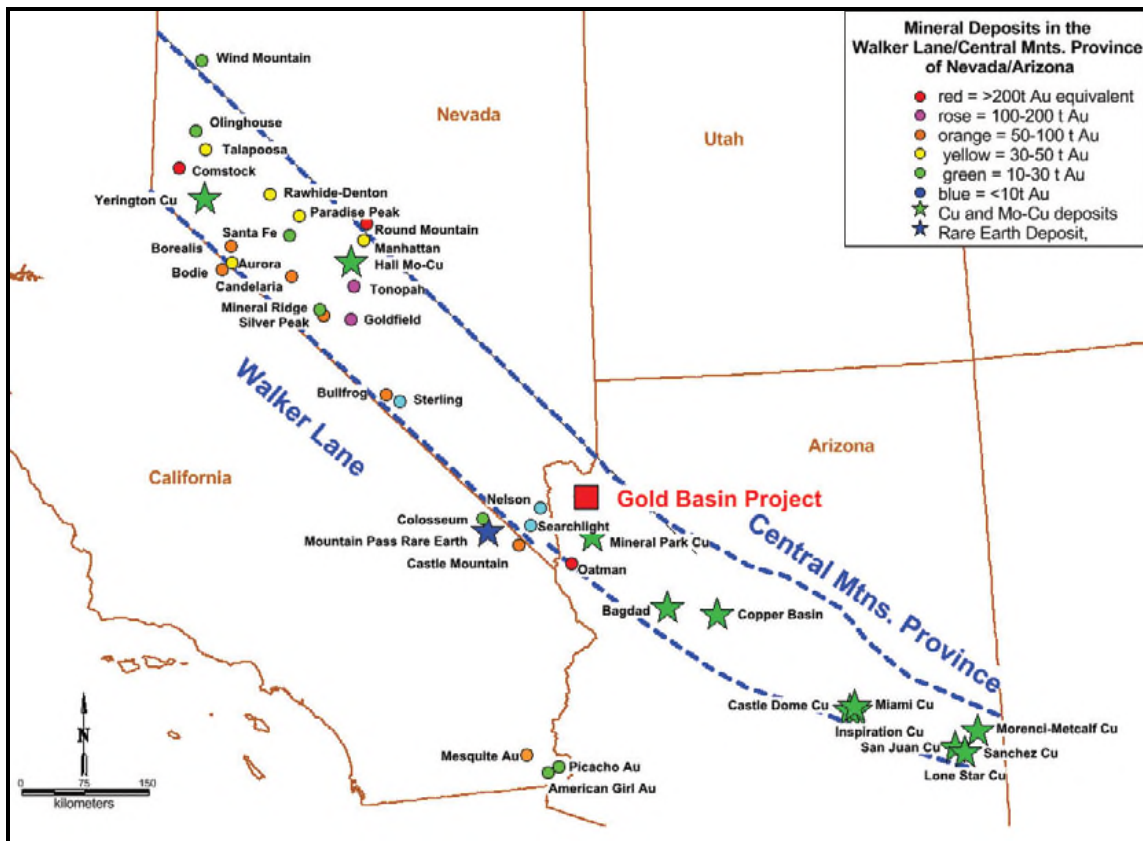 Mineral Deposits in the
Walker Lane/Central Mnts. Province
of Nevada/Arizona
red = >200t Au equivalent
rose = 100-200 t Au
orange = 50-100 t Au
yellow = 30-50 t Au
green = 10-30 t Au
blue = <10t Au
Cu and Mo-Cu deposits
Rare Earth Deposit,
Wind Mountain
Nevada
Utah
Olinghouse
Talapoosa
Comstock
Yerington Cu
Rawhide-Denton
Paradise Peak
Santa Fe
Round Mountain
Borealis
Manhattan
Aurora
Hall Mo-Cu
Bodie
Candelaria
Tonopah
Mineral Ridge
Silver Peak
Goldfield
Walker Lane
Bullfrog
Sterling
California
Arizona
Nelson
Gold Basin Project
Colosseum
Searchlight
Mountain Pass Rare Earth
Mineral Park Cu
Castle Mountain
Oatman
Central Mtns. Province
Bagdad
Copper Basin
Castle Dome Cu
Miami Cu
Inspiration Cu
Morenci-Metcalf Cu
San Juan Cu
Sanchez Cu
Lone Star Cu
Mesquite Au
Picacho Au
American Girl Au
N
0 75 150
kilometers